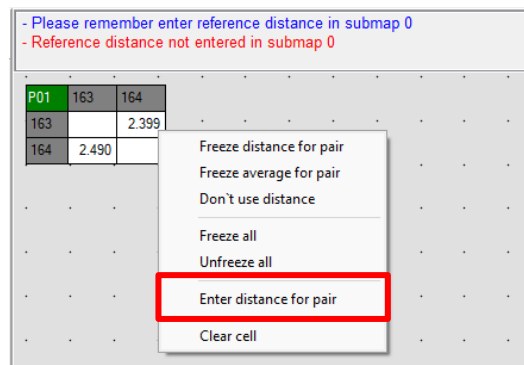 - Please remember enter reference distance in submap 0
- Reference distance not entered in submap 0
P01 163 164
163 2.399
164 2.490
Freeze distance for pair
Freeze average for pair
Don`t use distance
Freeze all
Unfreeze all
Enter distance for pair
Clear cell